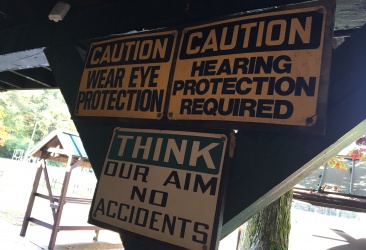 CAUTION
WEAR EYE
PROTECTION
CAUTION
HEARING
PROTECTION
REQUIRED
THINK
OUR AIM
NO
ACCIDENTS